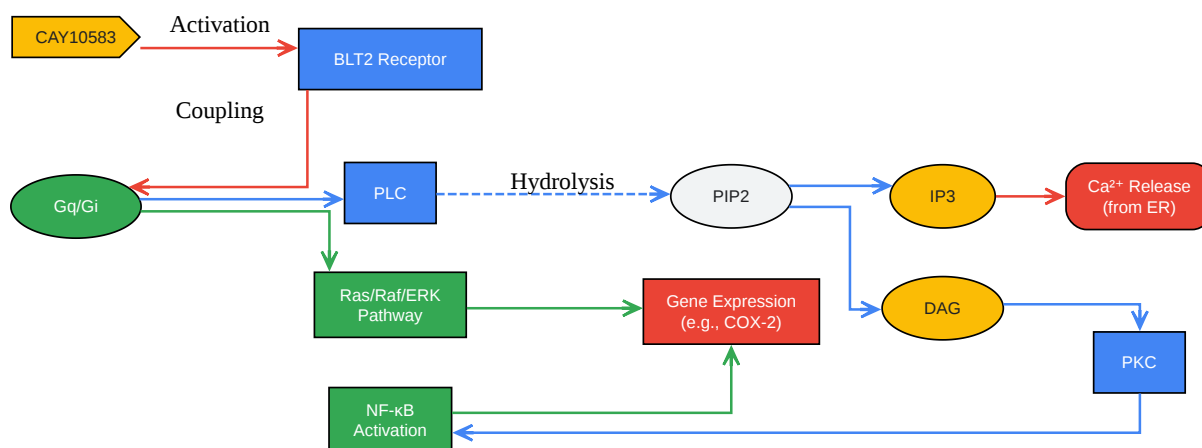 CAY10583
Activation
BLT2 Receptor
Coupling
Gq/Gi
PLC
Hydrolysis
PIP2
IP3
Ca²⁺ Release
(from ER)
Ras/Raf/ERK
Pathway
Gene Expression
(e.g., COX-2)
DAG
PKC
NF-κB
Activation